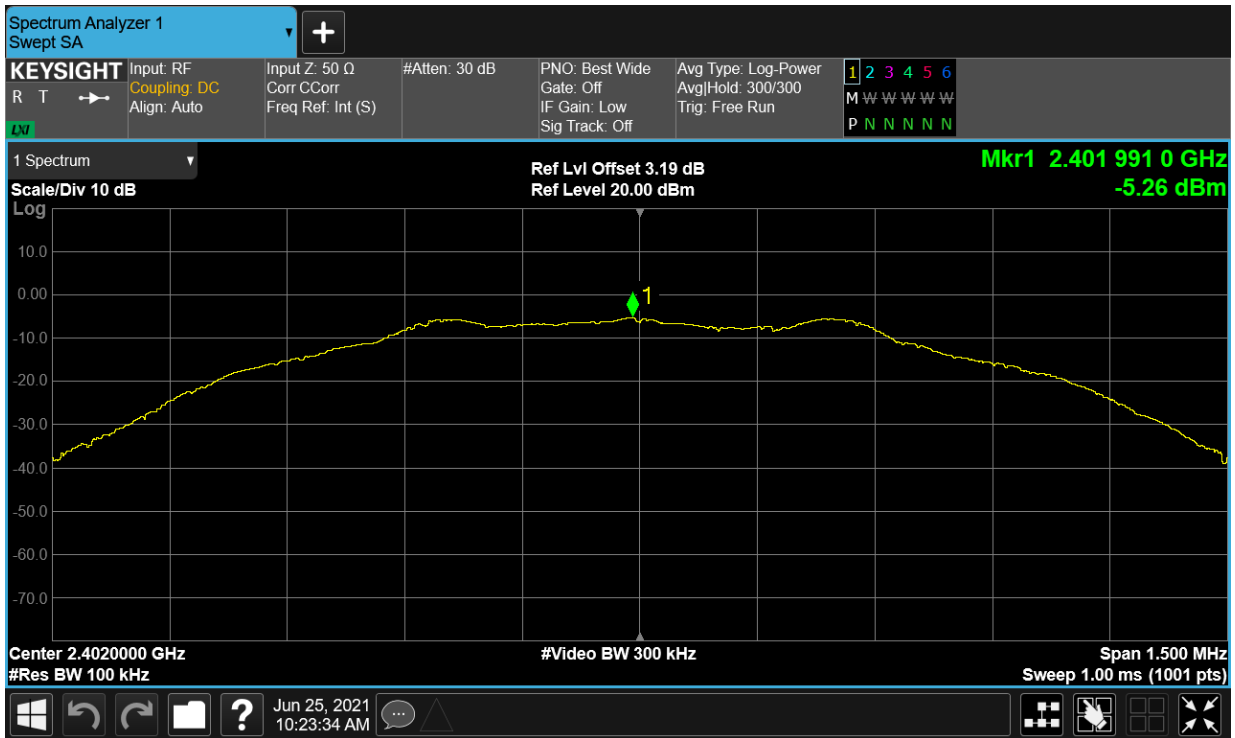 Spectrum Analyzer 1
Swept SA
KEYSIGHT
R T
LXI
Input: RF
Coupling: DC
Align: Auto
Input Z: 50 Ω
Corr CCorr
Freq Ref: Int (S)
#Atten: 30 dB
PNO: Best Wide
Gate: Off
IF Gain: Low
Sig Track: Off
Avg Type: Log-Power
Avg|Hold: 300/300
Trig: Free Run
1 2 3 4 5 6
M W W W W W
P N N N N N
1 Spectrum
Scale/Div 10 dB
Log
Ref Lvl Offset 3.19 dB
Ref Level 20.00 dBm
Mkr1 2.401 991 0 GHz
-5.26 dBm
10.0
0.00
-10.0
-20.0
-30.0
-40.0
-50.0
-60.0
-70.0
1
Center 2.4020000 GHz
#Res BW 100 kHz
#Video BW 300 kHz
Span 1.500 MHz
Sweep 1.00 ms (1001 pts)
?
Jun 25, 2021
10:23:34 AM